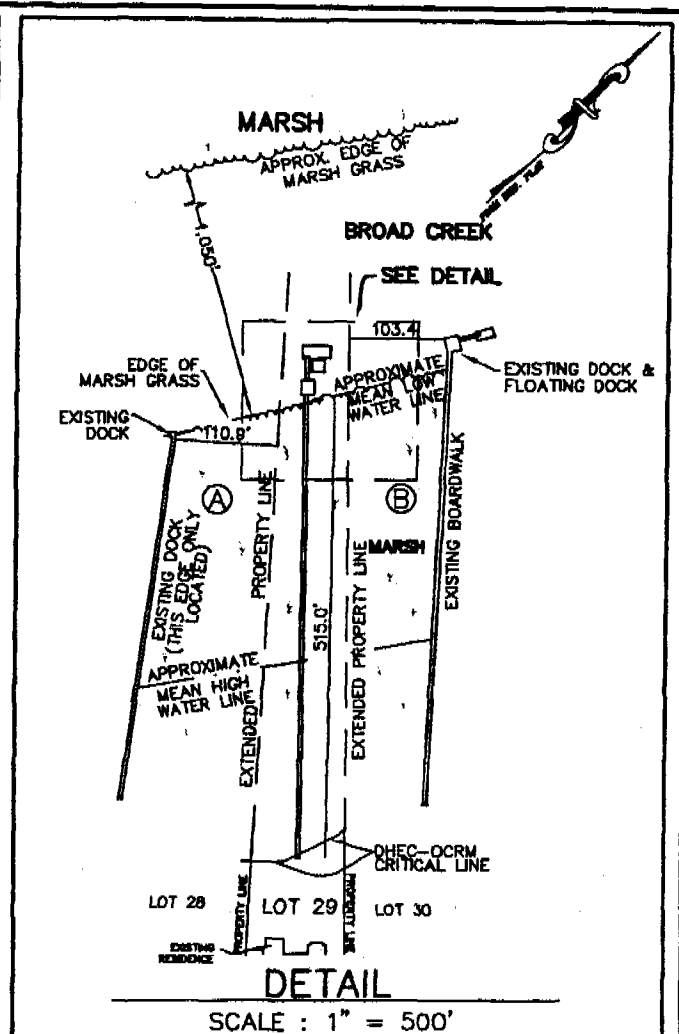 MARSH
APPROX. EDGE OF
MARSH GRASS
1,050'
BROAD CREEK
SEE DETAIL
103.4
EDGE OF
MARSH GRASS
APPROXIMATE
MEAN LOW
WATER LINE
EXISTING DOCK &
FLOATING DOCK
EXISTING
DOCK
110.9'
A
B
EXISTING DOCK
(THIS EDGE ONLY
LOCATED)
EXTENDED PROPERTY LINE
515.0'
EXTENDED PROPERTY LINE
MARSH
EXISTING BOARDWALK
APPROXIMATE
MEAN HIGH
WATER LINE
DHEC-OCRM
CRITICAL LINE
LOT 28
PROPERTY LINE
LOT 29
PROPERTY LINE
LOT 30
EXISTING
RESIDENCE
DETAIL
SCALE : 1" = 500'